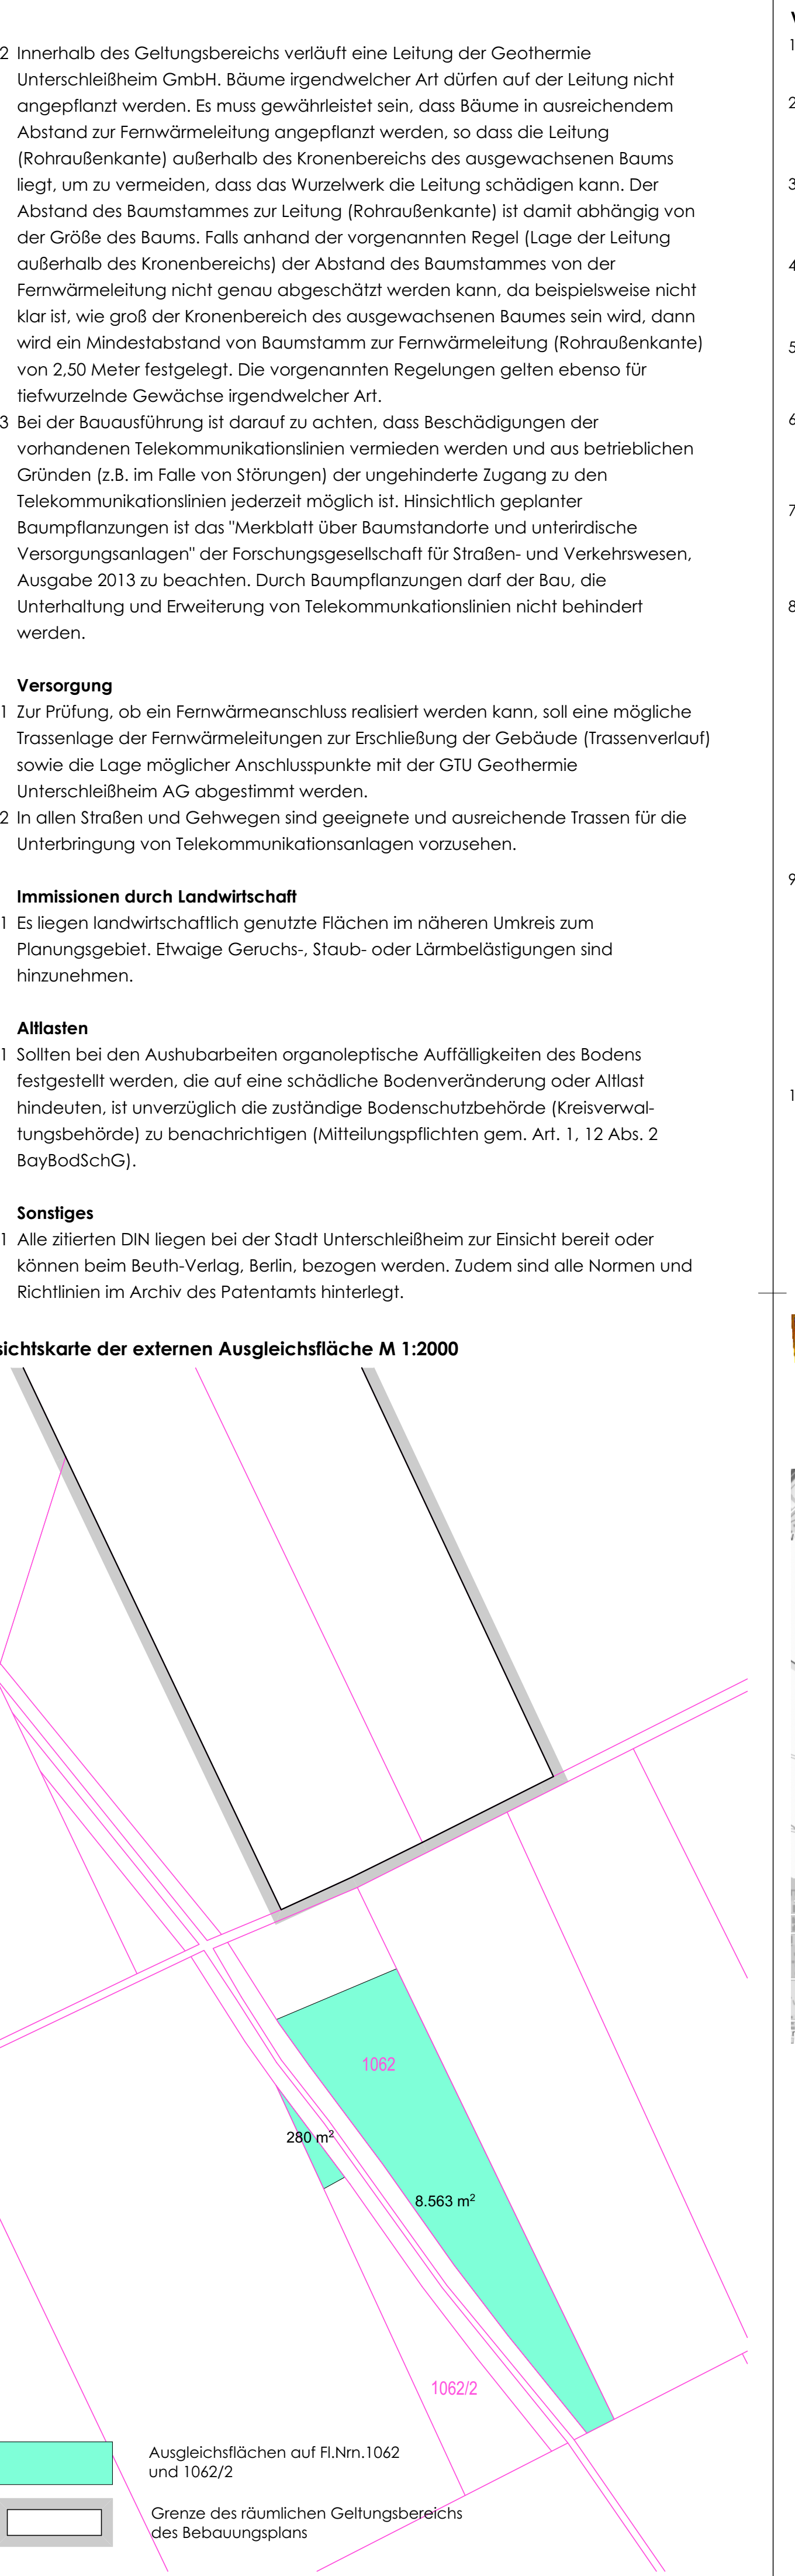 2 Innerhalb des Geltungsbereichs verläuft eine Leitung der Geothermie
Unterschleißheim GmbH. Bäume irgendwelcher Art dürfen auf der Leitung nicht
angepflanzt werden. Es muss gewährleistet sein, dass Bäume in ausreichendem
Abstand zur Fernwärmeleitung angepflanzt werden, so dass die Leitung
(Rohraußenkante) außerhalb des Kronenbereichs des ausgewachsenen Baums
liegt, um zu vermeiden, dass das Wurzelwerk die Leitung schädigen kann. Der
Abstand des Baumstammes zur Leitung (Rohraußenkante) ist damit abhängig von
der Größe des Baums. Falls anhand der vorgenannten Regel (Lage der Leitung
außerhalb des Kronenbereichs) der Abstand des Baumstammes von der
Fernwärmeleitung nicht genau abgeschätzt werden kann, da beispielsweise nicht
klar ist, wie groß der Kronenbereich des ausgewachsenen Baumes sein wird, dann
wird ein Mindestabstand von Baumstamm zur Fernwärmeleitung (Rohraußenkante)
von 2,50 Meter festgelegt. Die vorgenannten Regelungen gelten ebenso für
tiefwurzelnde Gewächse irgendwelcher Art.
3 Bei der Bauausführung ist darauf zu achten, dass Beschädigungen der
vorhandenen Telekommunikationslinien vermieden werden und aus betrieblichen
Gründen (z.B. im Falle von Störungen) der ungehinderte Zugang zu den
Telekommunikationslinien jederzeit möglich ist. Hinsichtlich geplanter
Baumpflanzungen ist das "Merkblatt über Baumstandorte und unterirdische
Versorgungsanlagen" der Forschungsgesellschaft für Straßen- und Verkehrswesen,
Ausgabe 2013 zu beachten. Durch Baumpflanzungen darf der Bau, die
Unterhaltung und Erweiterung von Telekommunkationslinien nicht behindert
werden.
Versorgung
1 Zur Prüfung, ob ein Fernwärmeanschluss realisiert werden kann, soll eine mögliche
Trassenlage der Fernwärmeleitungen zur Erschließung der Gebäude (Trassenverlauf)
sowie die Lage möglicher Anschlusspunkte mit der GTU Geothermie
Unterschleißheim AG abgestimmt werden.
2 In allen Straßen und Gehwegen sind geeignete und ausreichende Trassen für die
Unterbringung von Telekommunikationsanlagen vorzusehen.
Immissionen durch Landwirtschaft
1 Es liegen landwirtschaftlich genutzte Flächen im näheren Umkreis zum
Planungsgebiet. Etwaige Geruchs-, Staub- oder Lärmbelästigungen sind
hinzunehmen.
Altlasten
1 Sollten bei den Aushubarbeiten organoleptische Auffälligkeiten des Bodens
festgestellt werden, die auf eine schädliche Bodenveränderung oder Altlast
hindeuten, ist unverzüglich die zuständige Bodenschutzbehörde (Kreisverwal-
tungsbehörde) zu benachrichtigen (Mitteilungspflichten gem. Art. 1, 12 Abs. 2
BayBodSchG).
Sonstiges
1 Alle zitierten DIN liegen bei der Stadt Unterschleißheim zur Einsicht bereit oder
können beim Beuth-Verlag, Berlin, bezogen werden. Zudem sind alle Normen und
Richtlinien im Archiv des Patentamts hinterlegt.
sichtskarte der externen Ausgleichsfläche M 1:2000
1062
280 m²
8.563 m²
1062/2
Ausgleichsflächen auf Fl.Nrn.1062
und 1062/2
Grenze des räumlichen Geltungsbereichs
des Bebauungsplans
1
2
3
4
5
6
7
8
9
1